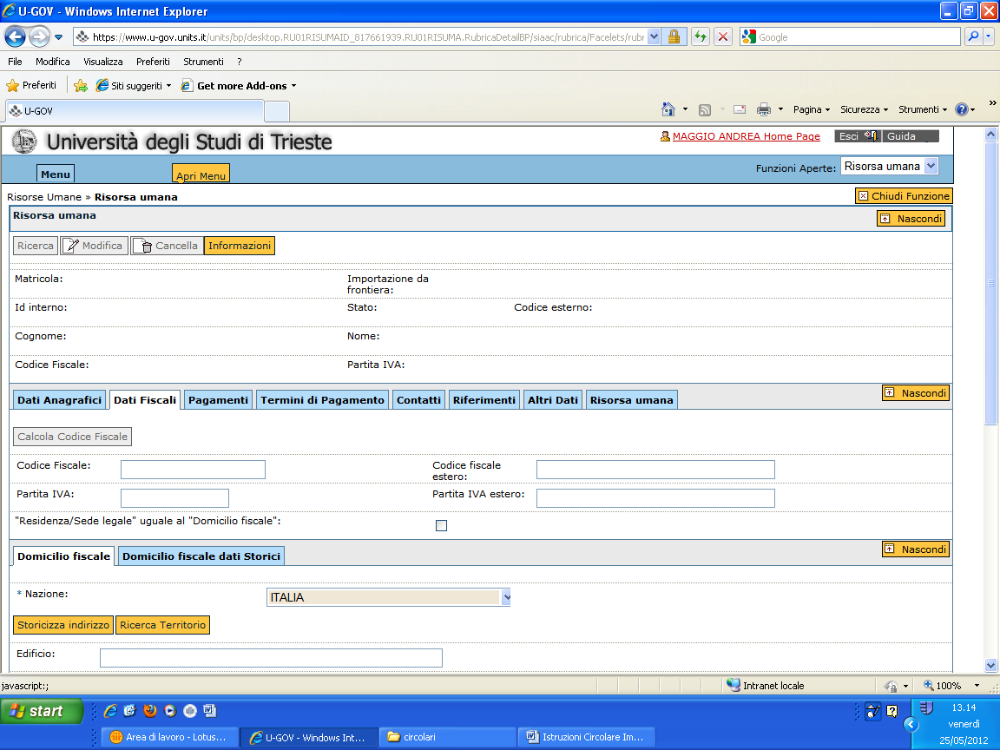 U-GOV - Windows Internet Explorer
https://www.u-gov.units.it/units/bp/desktop.RU01RISUMAID_817661939.RU01RISUMA.RubricaDetailBP/siaac/rubrica/Facelets/rubr
Google
File Modifica Visualizza Preferiti Strumenti ?
Preferiti Siti suggeriti Get more Add-ons
U-GOV Pagina Sicurezza Strumenti »
Università degli Studi di Trieste MAGGIO ANDREA Home Page Esci Guida
Menu Apri Menu Funzioni Aperte: Risorsa umana
Risorse Umane » Risorsa umana Chiudi Funzione
Risorsa umana Nascondi
Ricerca Modifica Cancella Informazioni
Matricola: Importazione da frontiera:
Id interno: Stato: Codice esterno:
Cognome: Nome:
Codice Fiscale: Partita IVA:
Dati Anagrafici Dati Fiscali Pagamenti Termini di Pagamento Contatti Riferimenti Altri Dati Risorsa umana Nascondi
Calcola Codice Fiscale
Codice Fiscale: Codice fiscale estero:
Partita IVA: Partita IVA estero:
"Residenza/Sede legale" uguale al "Domicilio fiscale":
Domicilio fiscale Domicilio fiscale dati Storici Nascondi
* Nazione: ITALIA
Storicizza indirizzo Ricerca Territorio
Edificio:
javascript:; Intranet locale 100%
start 13.14
venerdì
Area di lavoro - Lotus... U-GOV - Windows Int... circolari Istruzioni Circolare Im... 25/05/2012